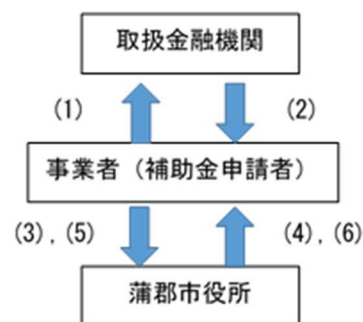 取扱金融機関
(1)
(2)
事業者（補助金申請者）
(3),(5)
(4),(6)
蒲郡市役所